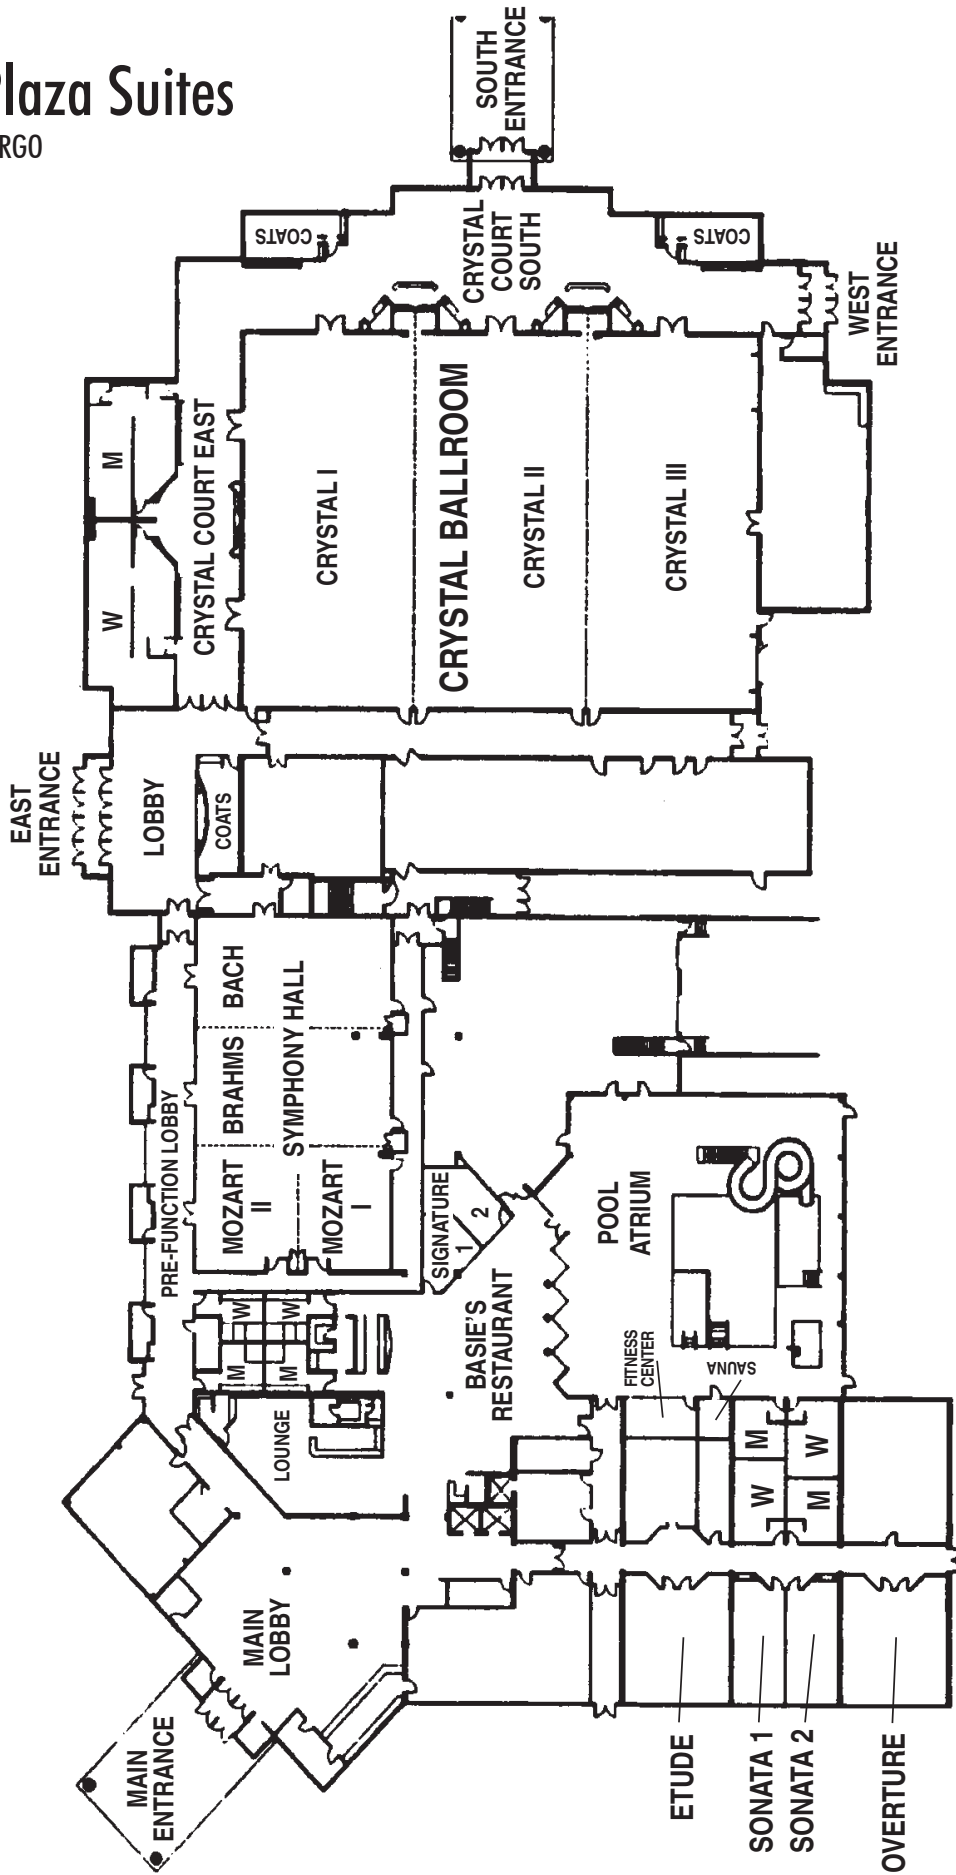 Plaza Suites
RGO
SOUTH
ENTRANCE
COATS
CRYSTAL
COURT
SOUTH
COATS
WEST
ENTRANCE
M
W
CRYSTAL COURT EAST
CRYSTAL I
CRYSTAL BALLROOM
CRYSTAL II
CRYSTAL III
EAST
ENTRANCE
LOBBY
COATS
PRE-FUNCTION LOBBY
BACH
BRAHMS
SYMPHONY HALL
MOZART
II
MOZART
I
SIGNATURE
1
2
POOL
ATRIUM
BASIE'S
RESTAURANT
FITNESS
CENTER
SAUNA
W
W
M
M
LOUNGE
M
W
W
M
MAIN
LOBBY
MAIN
ENTRANCE
ETUDE
SONATA 1
SONATA 2
OVERTURE